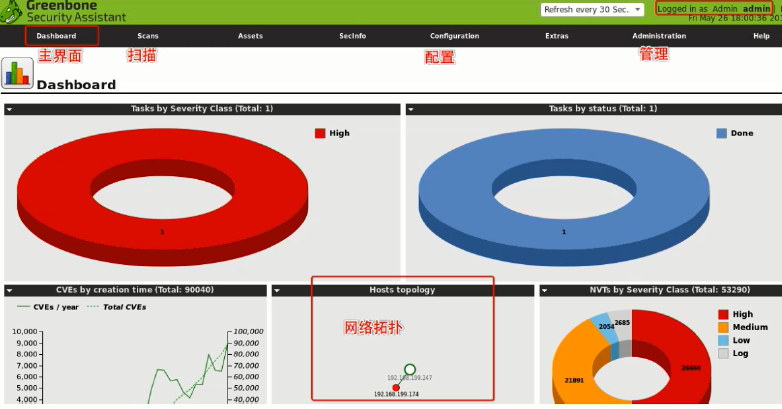 Greenbone
Security Assistant
Refresh every 30 Sec.
Logged in as Admin admin
Fri May 26 18:00:36 20
Dashboard Scans Assets SecInfo Configuration Extras Administration Help
主界面 扫描 配置 管理
Dashboard
Tasks by Severity Class (Total: 1)
High
1
Tasks by status (Total: 1)
Done
1
CVEs by creation time (Total: 90040)
CVEs / year Total CVEs
10,000 100,000
9,000 90,000
8,000 80,000
7,000 70,000
6,000 60,000
5,000 50,000
4,000 40,000
Hosts topology
网络拓扑
192.168.199.247
192.168.199.174
NVTs by Severity Class (Total: 53290)
High
Medium
Low
Log
2054
2685
21891